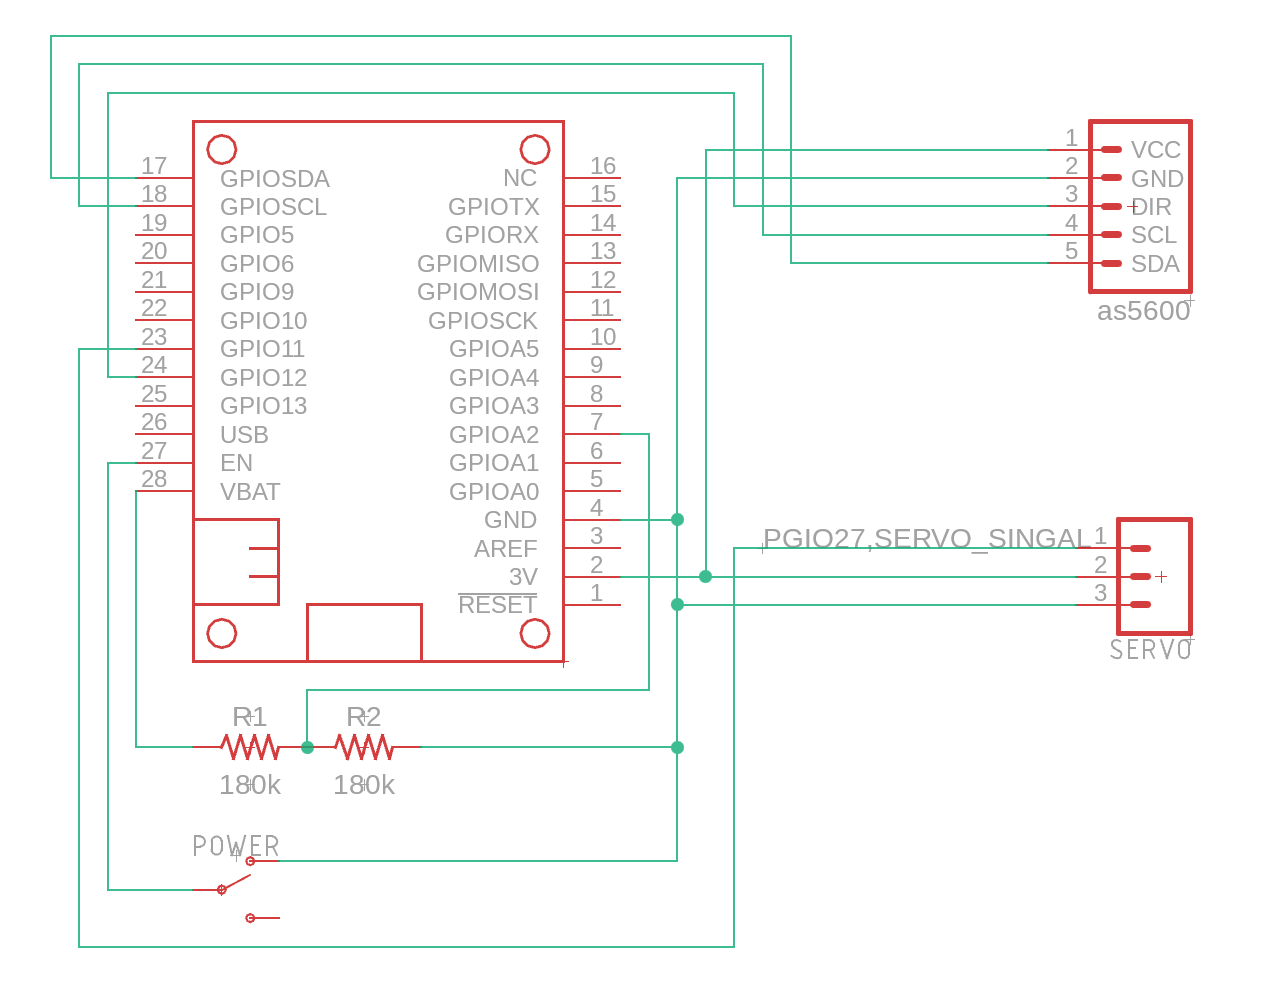 17 GPIOSDA NC 16
18 GPIOSCL GPIOTX 15
19 GPIO5 GPIORX 14
20 GPIO6 GPIOMISO 13
21 GPIO9 GPIOMOSI 12
22 GPIO10 GPIOSCK 11
23 GPIO11 GPIOA5 10
24 GPIO12 GPIOA4 9
25 GPIO13 GPIOA3 8
26 USB GPIOA2 7
27 EN GPIOA1 6
28 VBAT GPIOA0 5
GND 4
AREF 3
3V 2
RESET 1
1 VCC
2 GND
3 DIR
4 SCL
5 SDA
as5600
PGIO27,SERVO_SINGAL 1
2
3
SERVO
R1 R2
180k 180k
POWER